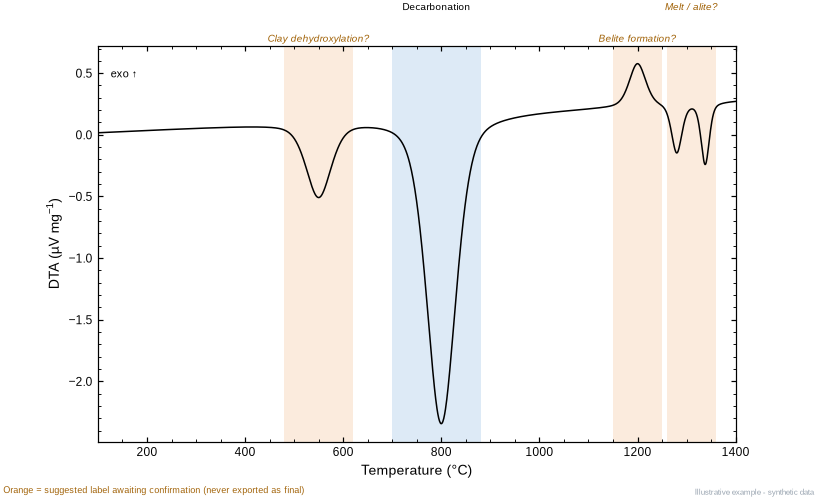 Decarbonation
Melt / alite?
Clay dehydroxylation?
Belite formation?
exo ↑
0.5
0.0
−0.5
−1.0
−1.5
−2.0
DTA (µV mg⁻¹)
200
400
600
800
1000
1200
1400
Temperature (°C)
Orange = suggested label awaiting confirmation (never exported as final)
Illustrative example - synthetic data